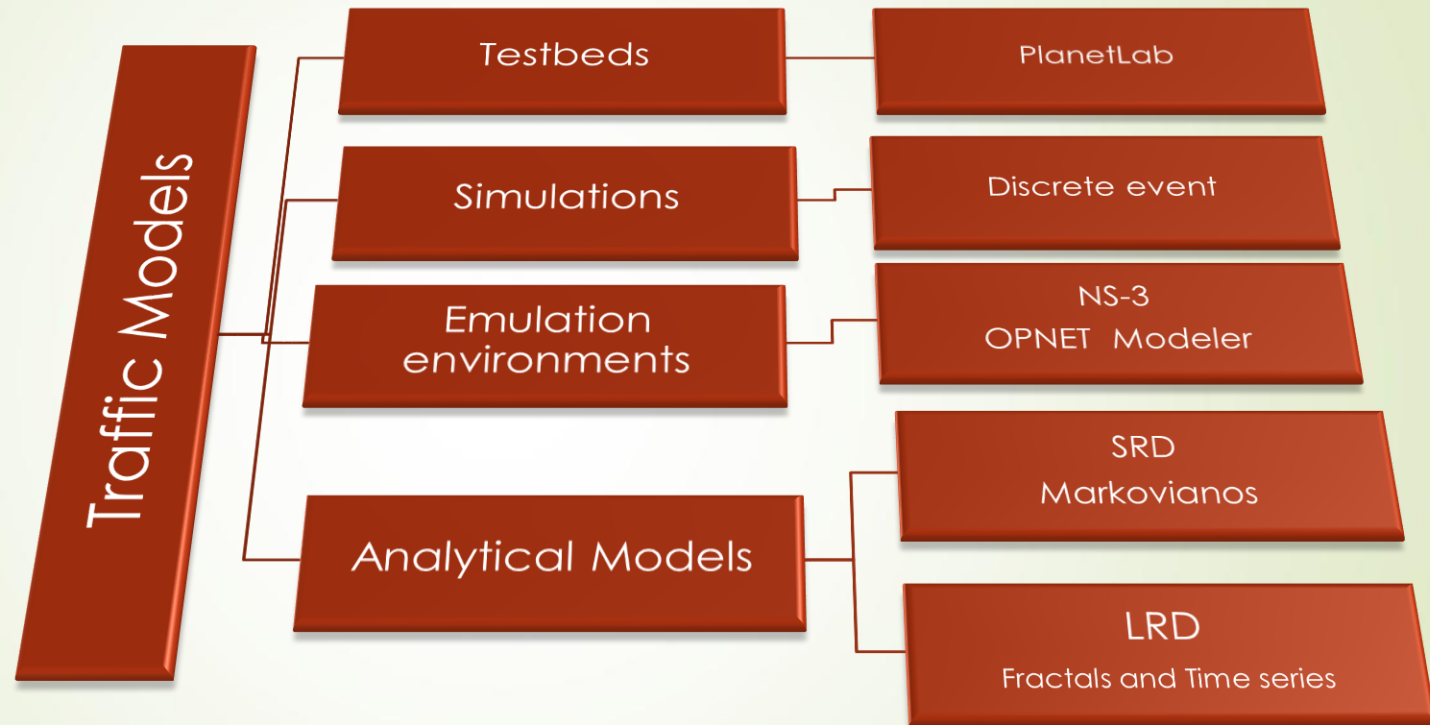 Traffic Models
Testbeds
PlanetLab
Simulations
Discrete event
Emulation
environments
NS-3
OPNET Modeler
Analytical Models
SRD
Markovianos
LRD
Fractals and Time series